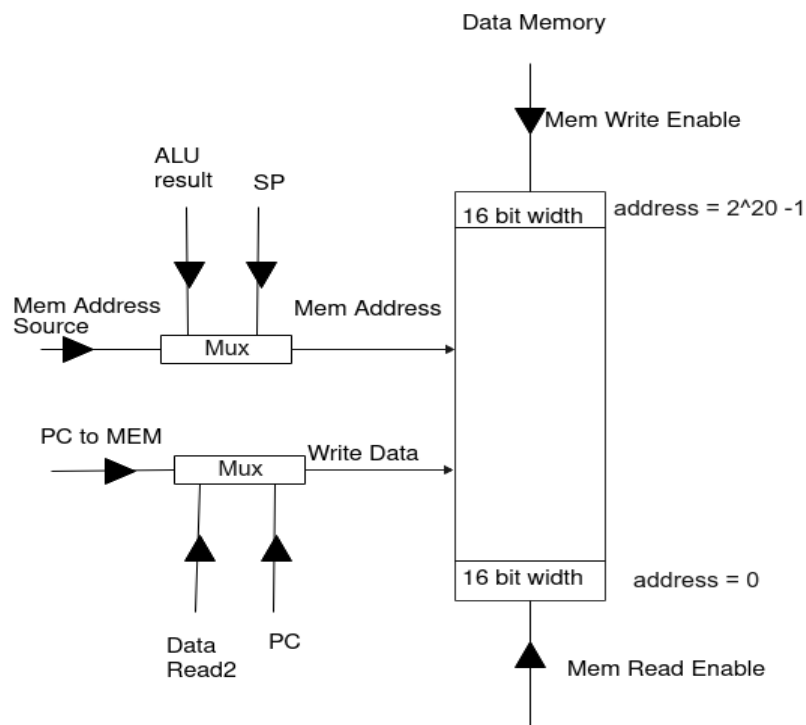 Data Memory
Mem Write Enable
ALU
result
SP
16 bit width
address = 2^20 -1
Mem Address
Source
Mux
Mem Address
PC to MEM
Mux
Write Data
16 bit width
address = 0
Data
Read2
PC
Mem Read Enable